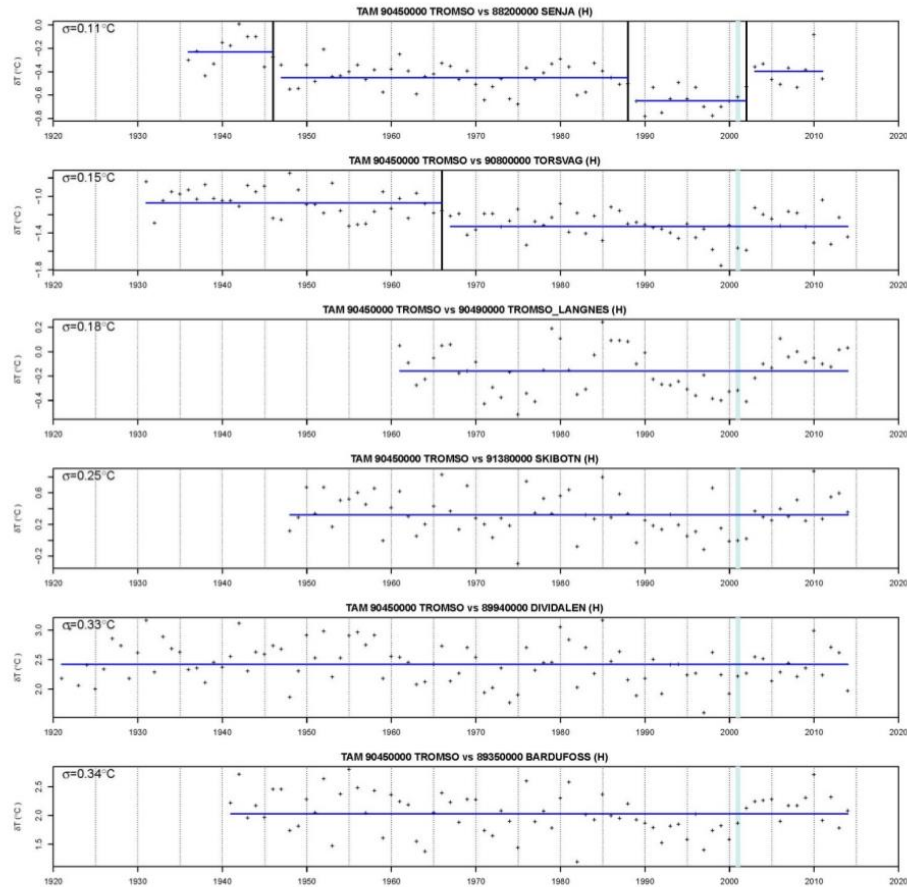 TAM 90450000 TROMSO vs 88200000 SENJA (H)
σ=0.11°C
δT (°C)
0.0
−0.2
−0.4
−0.6
−0.8
1920 1930 1940 1950 1960 1970 1980 1990 2000 2010 2020
TAM 90450000 TROMSO vs 90800000 TORSVAG (H)
σ=0.15°C
δT (°C)
−1.0
−1.4
−1.8
1920 1930 1940 1950 1960 1970 1980 1990 2000 2010 2020
TAM 90450000 TROMSO vs 90490000 TROMSO_LANGNES (H)
σ=0.18°C
δT (°C)
0.2
0.0
−0.2
−0.4
1920 1930 1940 1950 1960 1970 1980 1990 2000 2010 2020
TAM 90450000 TROMSO vs 91380000 SKIBOTN (H)
σ=0.25°C
δT (°C)
0.6
0.2
−0.2
1920 1930 1940 1950 1960 1970 1980 1990 2000 2010 2020
TAM 90450000 TROMSO vs 89940000 DIVIDALEN (H)
σ=0.33°C
δT (°C)
3.0
2.5
2.0
1920 1930 1940 1950 1960 1970 1980 1990 2000 2010 2020
TAM 90450000 TROMSO vs 89350000 BARDUFOSS (H)
σ=0.34°C
δT (°C)
2.5
2.0
1.5
1920 1930 1940 1950 1960 1970 1980 1990 2000 2010 2020